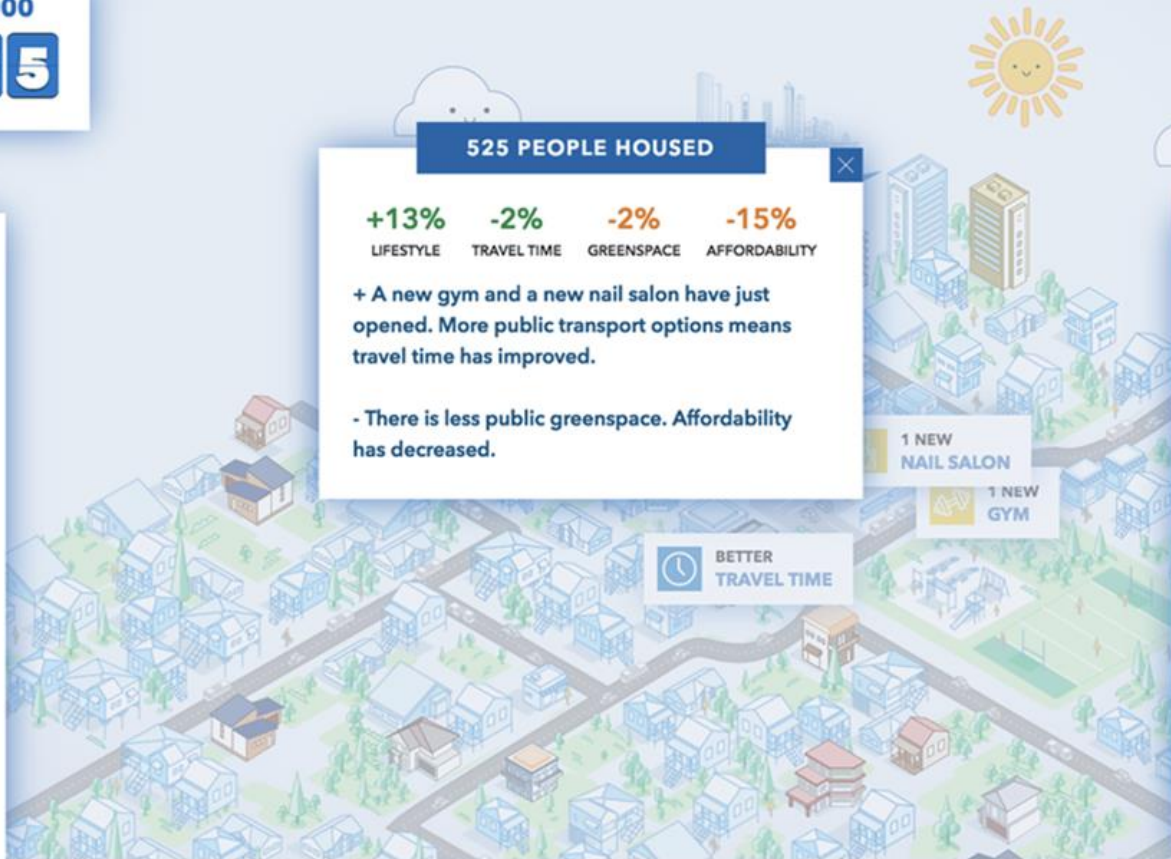 00
5
525 PEOPLE HOUSED
+13% -2% -2% -15%
LIFESTYLE TRAVEL TIME GREENSPACE AFFORDABILITY
+ A new gym and a new nail salon have just
opened. More public transport options means
travel time has improved.
- There is less public greenspace. Affordability
has decreased.
1 NEW
NAIL SALON
1 NEW
GYM
BETTER
TRAVEL TIME